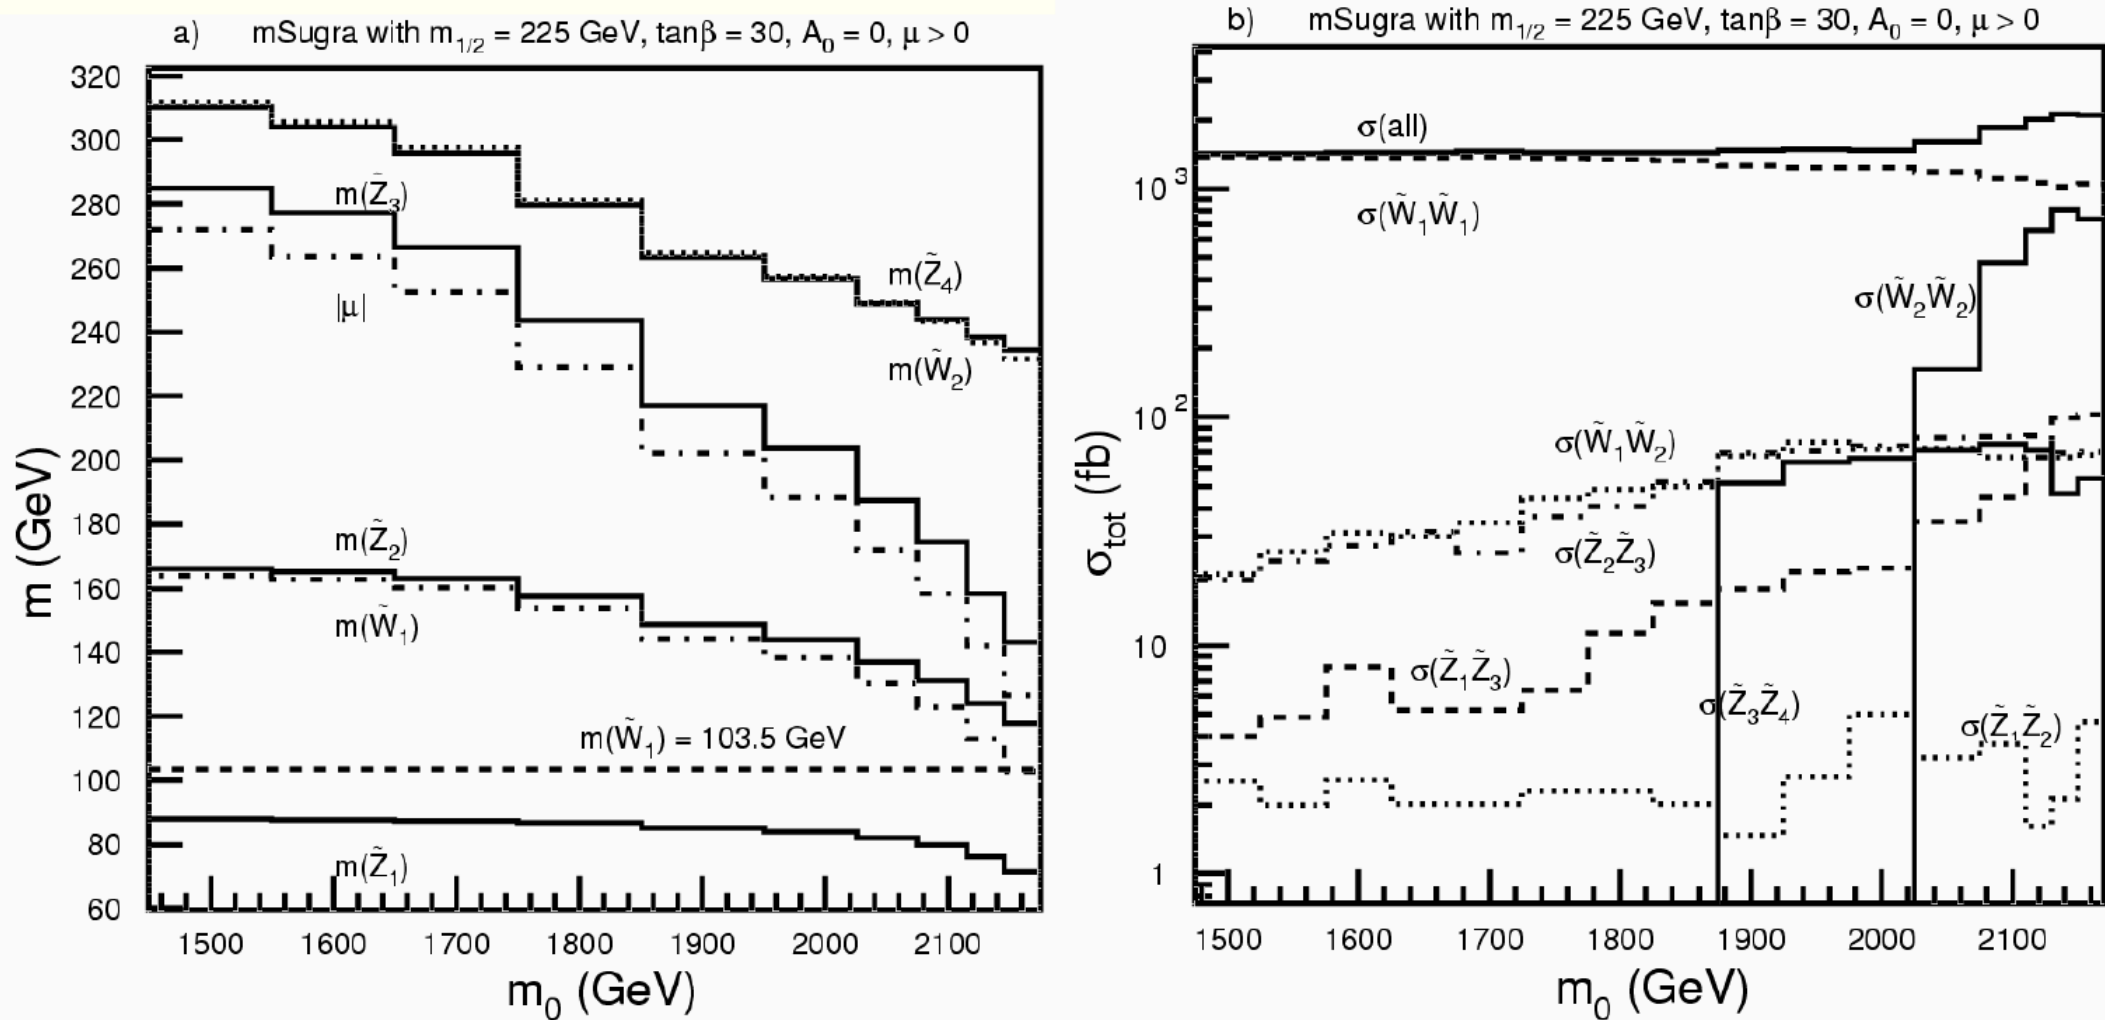 a) mSugra with m1/2 = 225 GeV, tanβ = 30, A0 = 0, μ > 0
320
300
280
260
240
220
200
180
160
140
120
100
80
60
m (GeV)
m(Z̃3)
|μ|
m(Z̃4)
m(W̃2)
m(Z̃2)
m(W̃1)
m(W̃1) = 103.5 GeV
m(Z̃1)
1500 1600 1700 1800 1900 2000 2100
m0 (GeV)
b) mSugra with m1/2 = 225 GeV, tanβ = 30, A0 = 0, μ > 0
10^3
10^2
10
1
σtot (fb)
σ(all)
σ(W̃1W̃1)
σ(W̃2W̃2)
σ(W̃1W̃2)
σ(Z̃2Z̃3)
σ(Z̃1Z̃3)
σ(Z̃3Z̃4)
σ(Z̃1Z̃2)
1500 1600 1700 1800 1900 2000 2100
m0 (GeV)